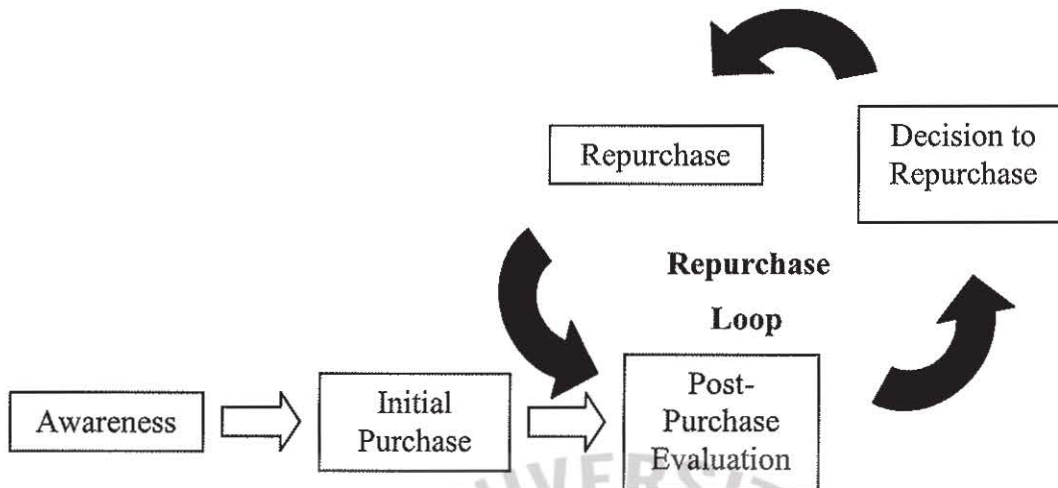 Repurchase
Decision to
Repurchase
Repurchase
Loop
Awareness
Initial
Purchase
Post-
Purchase
Evaluation